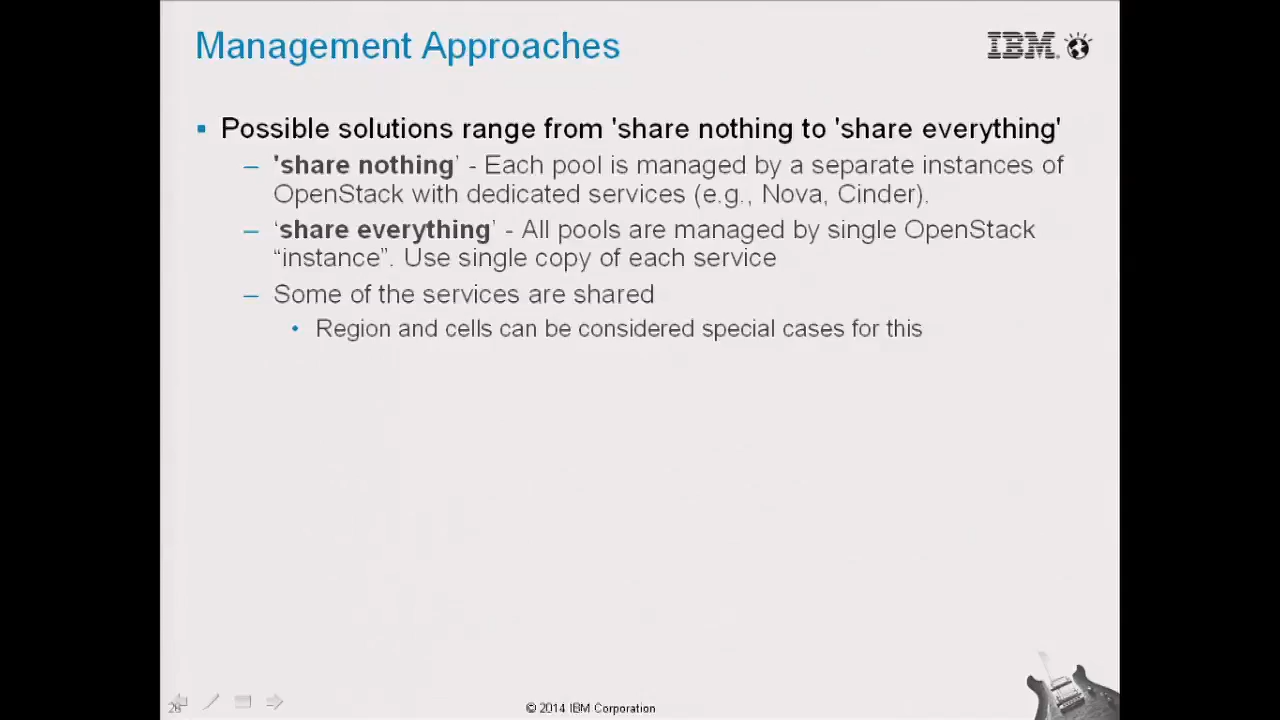 Management Approaches
IBM
Possible solutions range from 'share nothing to 'share everything'
– 'share nothing' - Each pool is managed by a separate instances of
OpenStack with dedicated services (e.g., Nova, Cinder).
– ‘share everything’ - All pools are managed by single OpenStack
“instance”. Use single copy of each service
– Some of the services are shared
• Region and cells can be considered special cases for this
© 2014 IBM Corporation